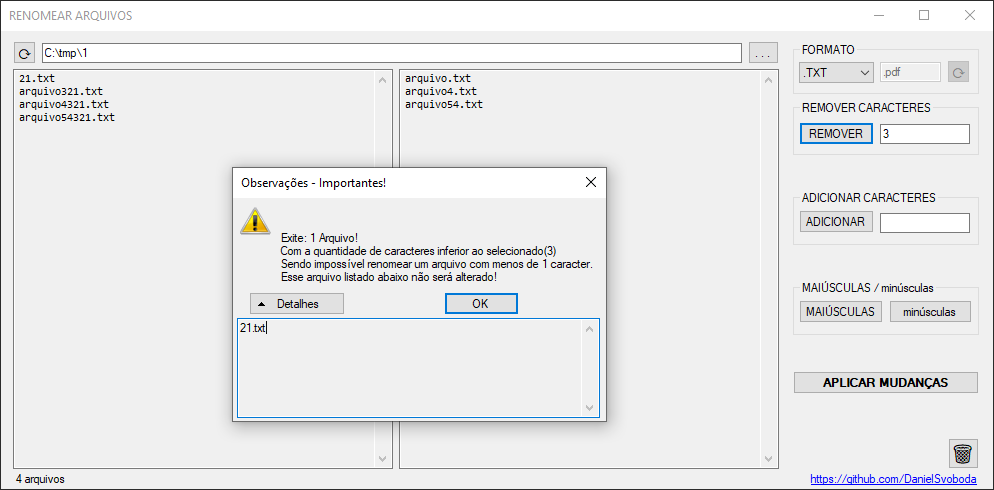 RENOMEAR ARQUIVOS
C:\tmp\1
. . .
21.txt
arquivo321.txt
arquivo4321.txt
arquivo54321.txt
arquivo.txt
arquivo4.txt
arquivo54.txt
FORMATO
.TXT
.pdf
REMOVER CARACTERES
REMOVER
3
ADICIONAR CARACTERES
ADICIONAR
MAIÚSCULAS / minúsculas
MAIÚSCULAS
minúsculas
APLICAR MUDANÇAS
Observações - Importantes!
Exite: 1 Arquivo!
Com a quantidade de caracteres inferior ao selecionado(3)
Sendo impossível renomear um arquivo com menos de 1 caracter.
Esse arquivo listado abaixo não será alterado!
Detalhes
OK
21.txt
4 arquivos
https://github.com/DanielSvoboda